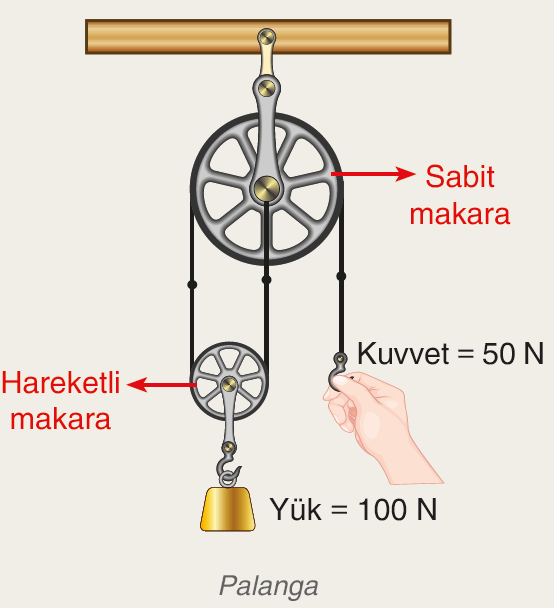 Sabit
makara
Kuvvet = 50 N
Hareketli
makara
Yük = 100 N
Palanga